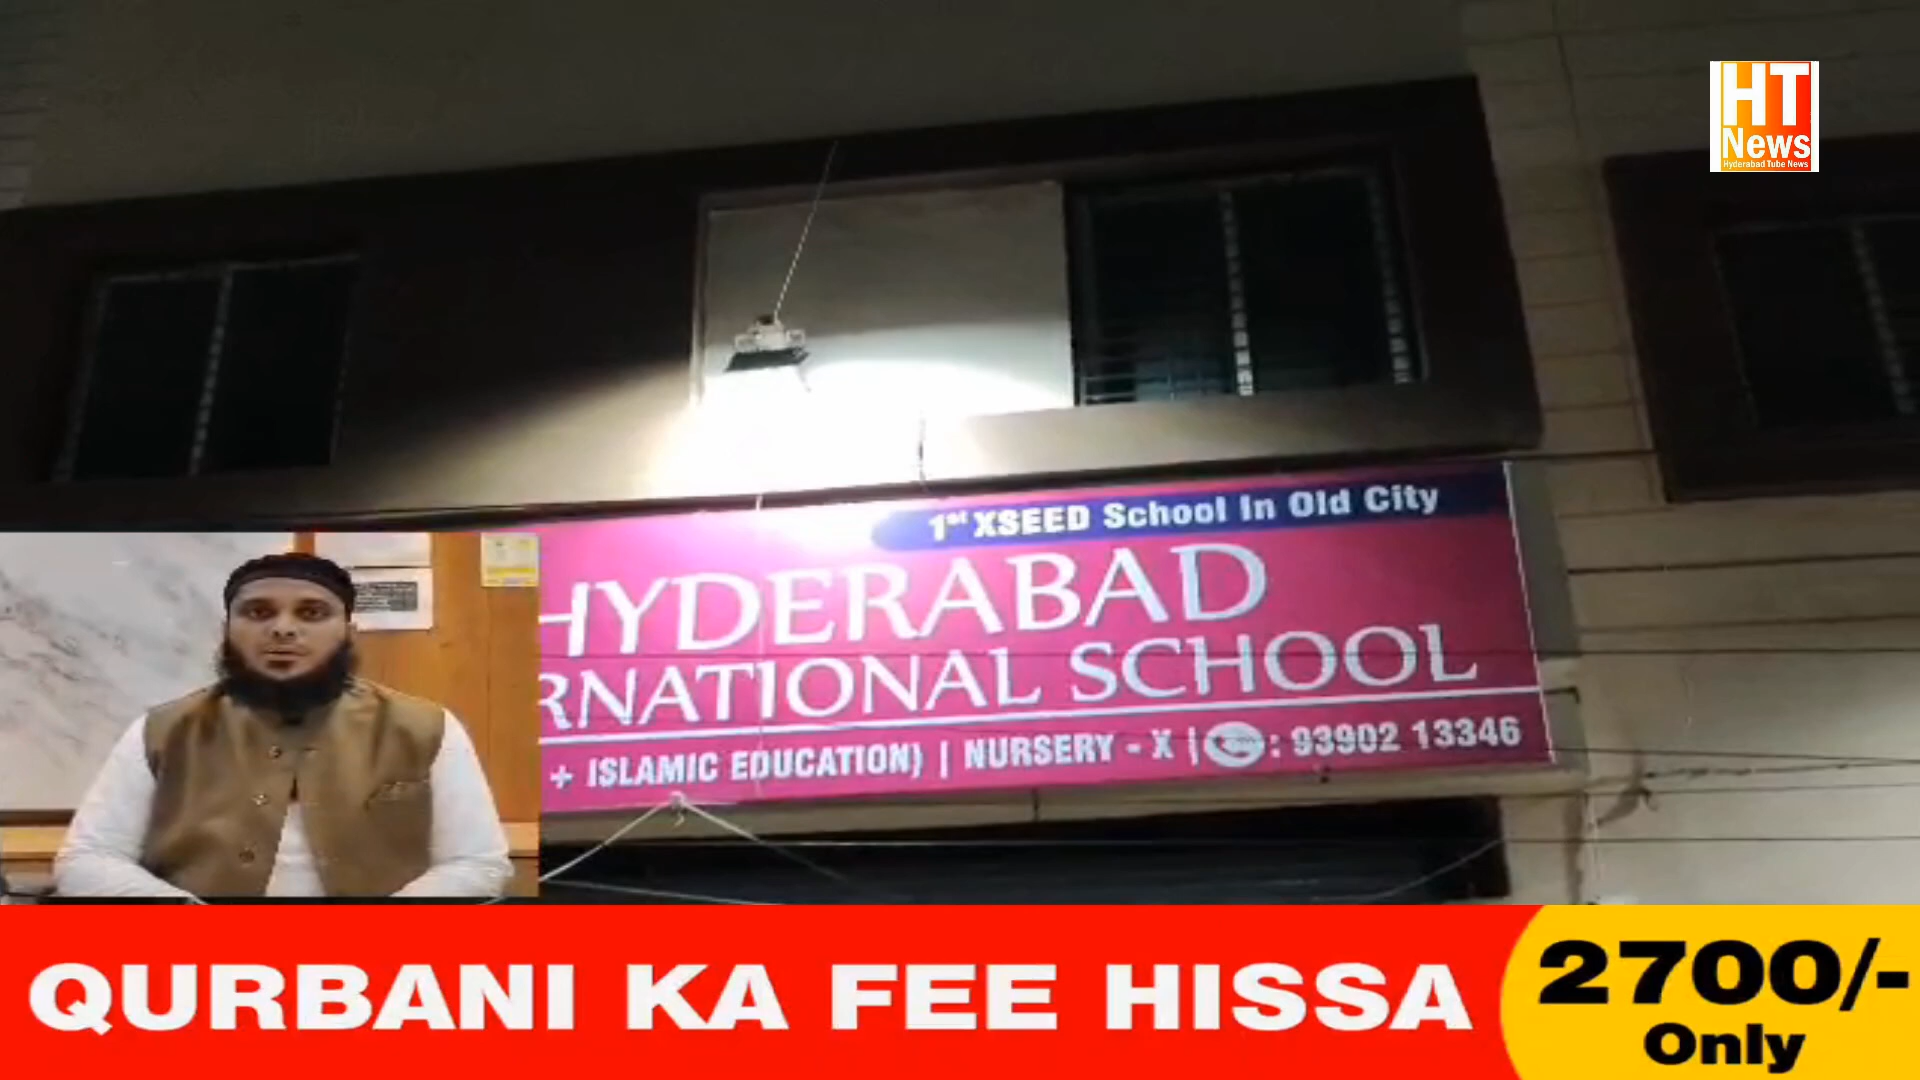 HT
News
Hyderabad Tube News
1st XSEED School In Old City
HYDERABAD
RNATIONAL SCHOOL
+ ISLAMIC EDUCATION) | NURSERY - X | : 93902 13346
QURBANI KA FEE HISSA
2700/-
Only